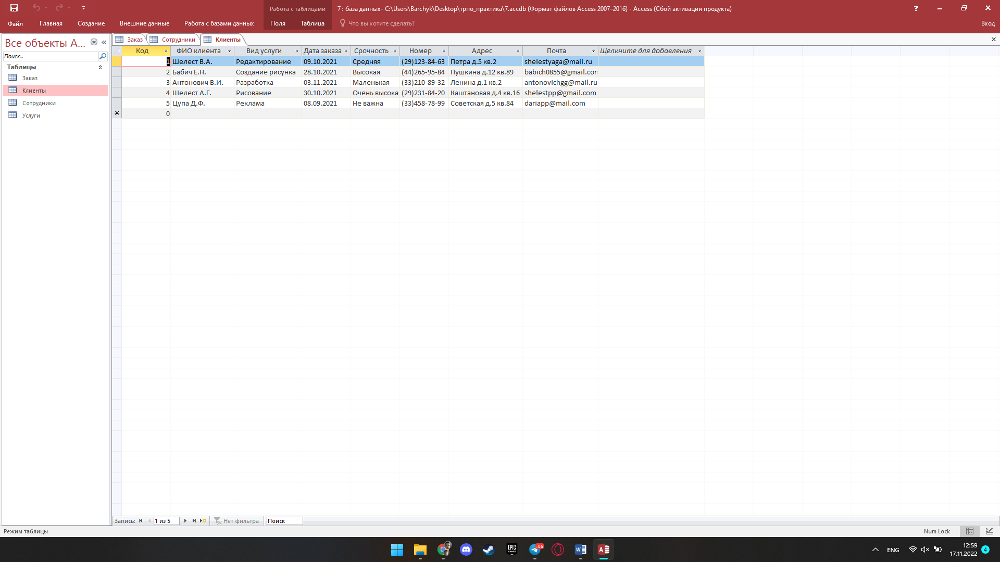 Работа с таблицами
7 : база данных- C:\Users\Barchyk\Desktop\трпо_практика\7.accdb (Формат файлов Access 2007–2016) - Access (Сбой активации продукта)
?
Файл Главная Создание Внешние данные Работа с базами данных Поля Таблица Что вы хотите сделать? Вход
Все объекты A...
Поиск...
Таблицы
Заказ
Клиенты
Сотрудники
Услуги
Заказ Сотрудники Клиенты
Код ФИО клиента Вид услуги Дата заказа Срочность Номер Адрес Почта Щелкните для добавления
1 Шелест В.А. Редактирование 09.10.2021 Средняя (29)123-84-63 Петра д.5 кв.2 shelestyaga@mail.ru
2 Бабич Е.Н. Создание рисунка 28.10.2021 Высокая (44)265-95-84 Пушкина д.12 кв.89 babich0855@gmail.con
3 Антонович В.И. Разработка 03.11.2021 Маленькая (33)210-89-32 Ленина д.1 кв.2 antonovichgg@mail.ru
4 Шелест А.Г. Рисование 30.10.2021 Очень высока (29)231-84-20 Каштановая д.4 кв.16 shelestpp@gmail.com
5 Цупа Д.Ф. Реклама 08.09.2021 Не важна (33)458-78-99 Советская д.5 кв.84 dariapp@mail.com
0
Запись: 1 из 5 Нет фильтра Поиск
Режим таблицы
Num Lock
EPIC GAMES
.06
ENG
12:59
17.11.2022
4